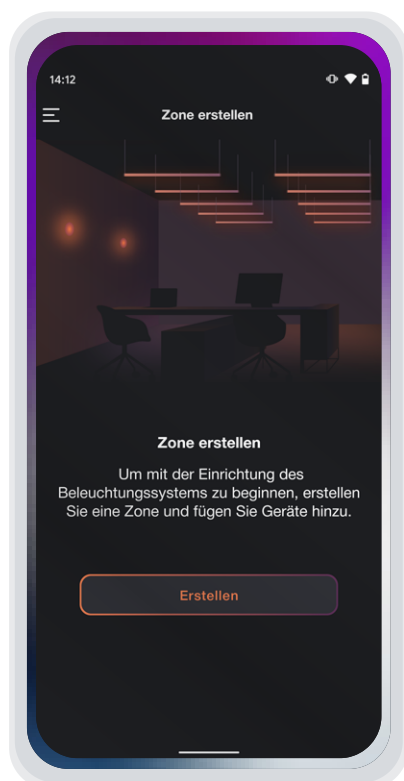 14:12
Zone erstellen
Zone erstellen
Um mit der Einrichtung des
Beleuchtungssystems zu beginnen, erstellen
Sie eine Zone und fügen Sie Geräte hinzu.
Erstellen